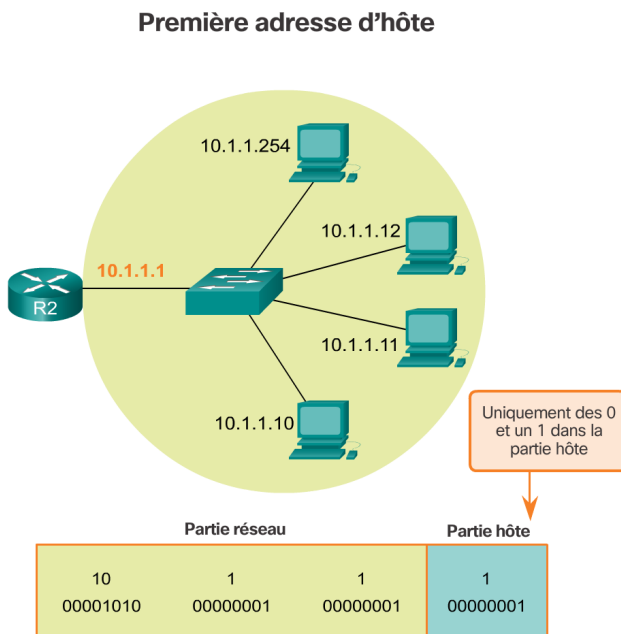 Première adresse d'hôte
10.1.1.254
10.1.1.12
10.1.1.1
R2
10.1.1.11
10.1.1.10
Uniquement des 0
et un 1 dans la
partie hôte
Partie réseau Partie hôte
10 1 1 1
00001010 00000001 00000001 00000001